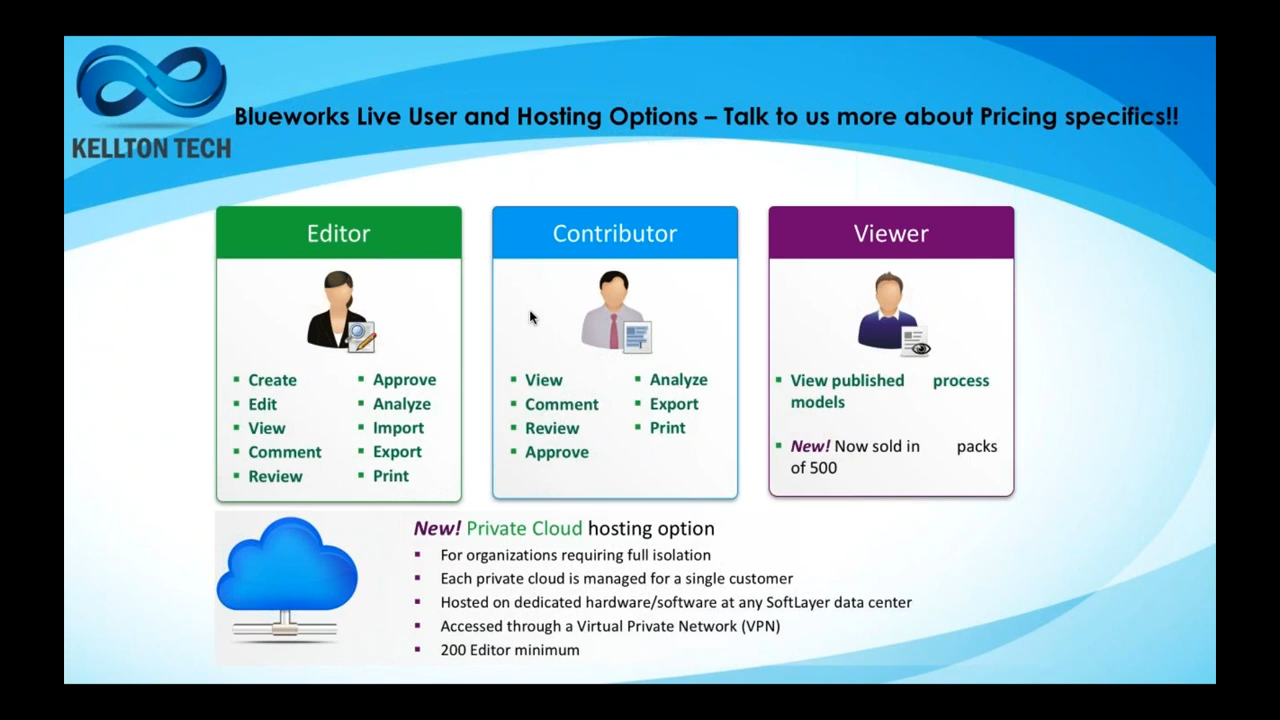 Blueworks Live User and Hosting Options – Talk to us more about Pricing specifics!!
KELLTON TECH
Editor
Create
Edit
View
Comment
Review
Approve
Analyze
Import
Export
Print
Contributor
View
Comment
Review
Approve
Analyze
Export
Print
Viewer
View published process
models
New! Now sold in packs
of 500
New! Private Cloud hosting option
For organizations requiring full isolation
Each private cloud is managed for a single customer
Hosted on dedicated hardware/software at any SoftLayer data center
Accessed through a Virtual Private Network (VPN)
200 Editor minimum